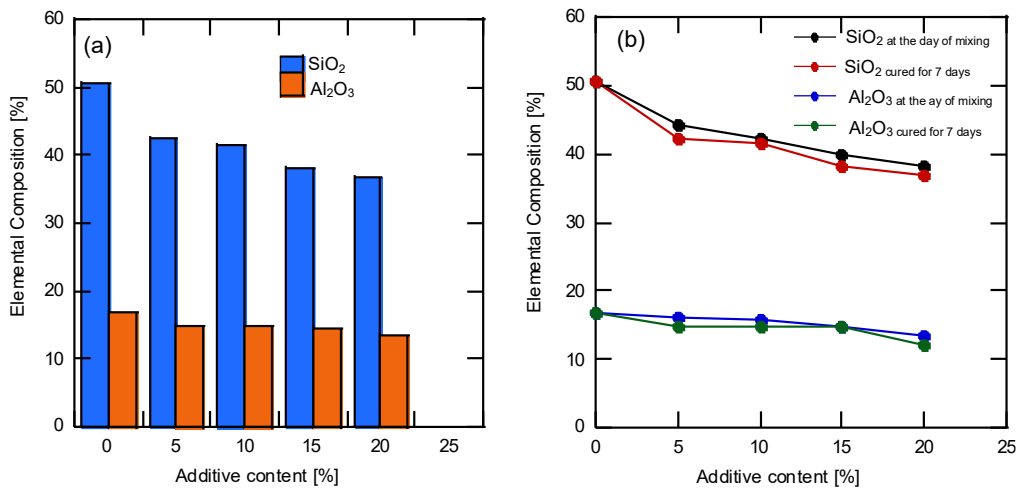 (a)
SiO₂
Al₂O₃
60
50
40
30
20
10
0
Elemental Composition [%]
0 5 10 15 20 25
Additive content [%]
(b)
SiO₂ at the day of mixing
SiO₂ cured for 7 days
Al₂O₃ at the ay of mixing
Al₂O₃ cured for 7 days
60
50
40
30
20
10
0
Elemental Composition [%]
0 5 10 15 20 25
Additive content [%]